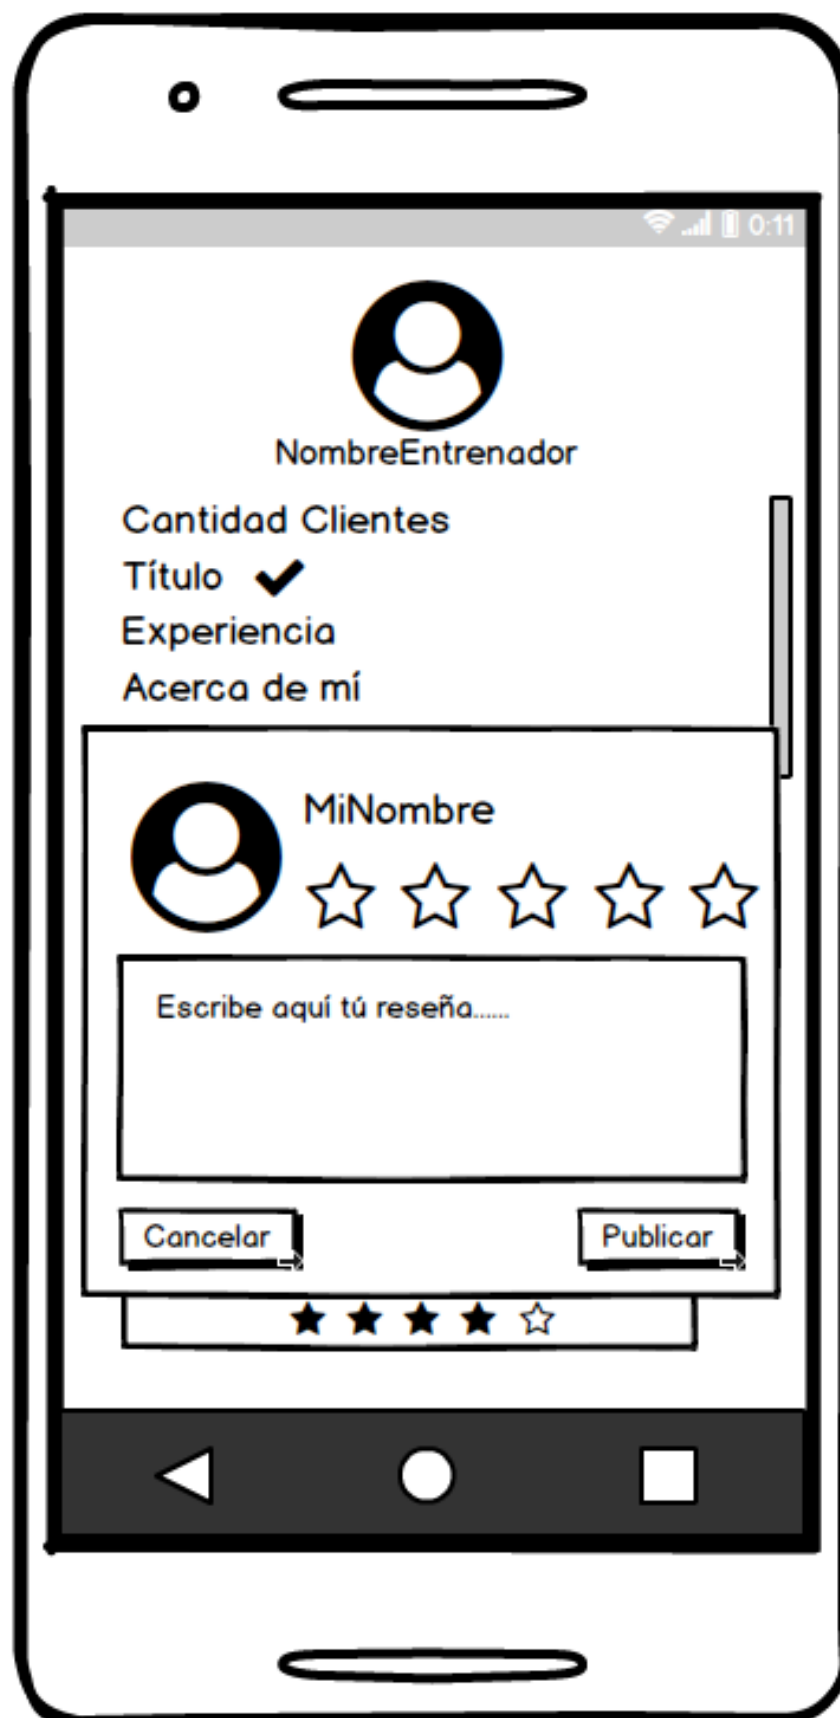 0:11
NombreEntrenador
Cantidad Clientes
Título
Experiencia
Acerca de mí
MiNombre
Escribe aquí tú reseña......
Cancelar
Publicar